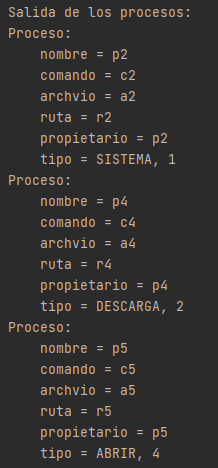 Salida de los procesos:
Proceso:
    nombre = p2
    comando = c2
    archvio = a2
    ruta = r2
    propietario = p2
    tipo = SISTEMA, 1
Proceso:
    nombre = p4
    comando = c4
    archvio = a4
    ruta = r4
    propietario = p4
    tipo = DESCARGA, 2
Proceso:
    nombre = p5
    comando = c5
    archvio = a5
    ruta = r5
    propietario = p5
    tipo = ABRIR, 4